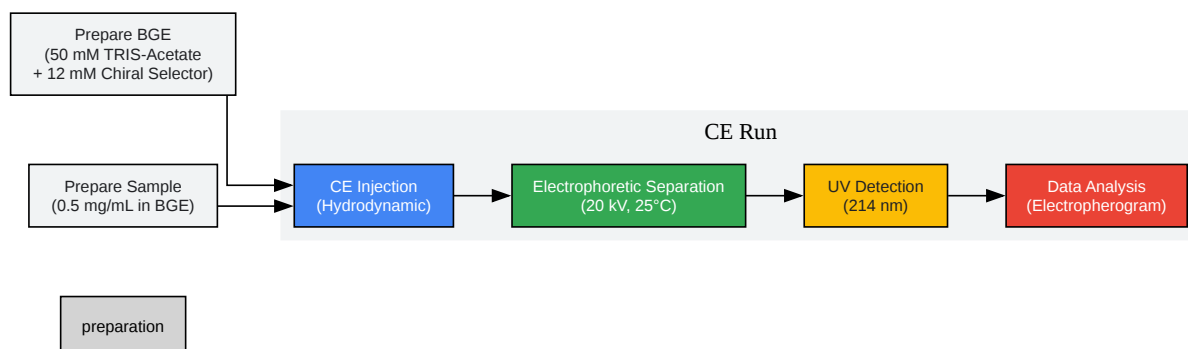 Prepare BGE
(50 mM TRIS-Acetate
+ 12 mM Chiral Selector)
CE Run
Prepare Sample
(0.5 mg/mL in BGE)
CE Injection
(Hydrodynamic)
Electrophoretic Separation
(20 kV, 25°C)
UV Detection
(214 nm)
Data Analysis
(Electropherogram)
preparation